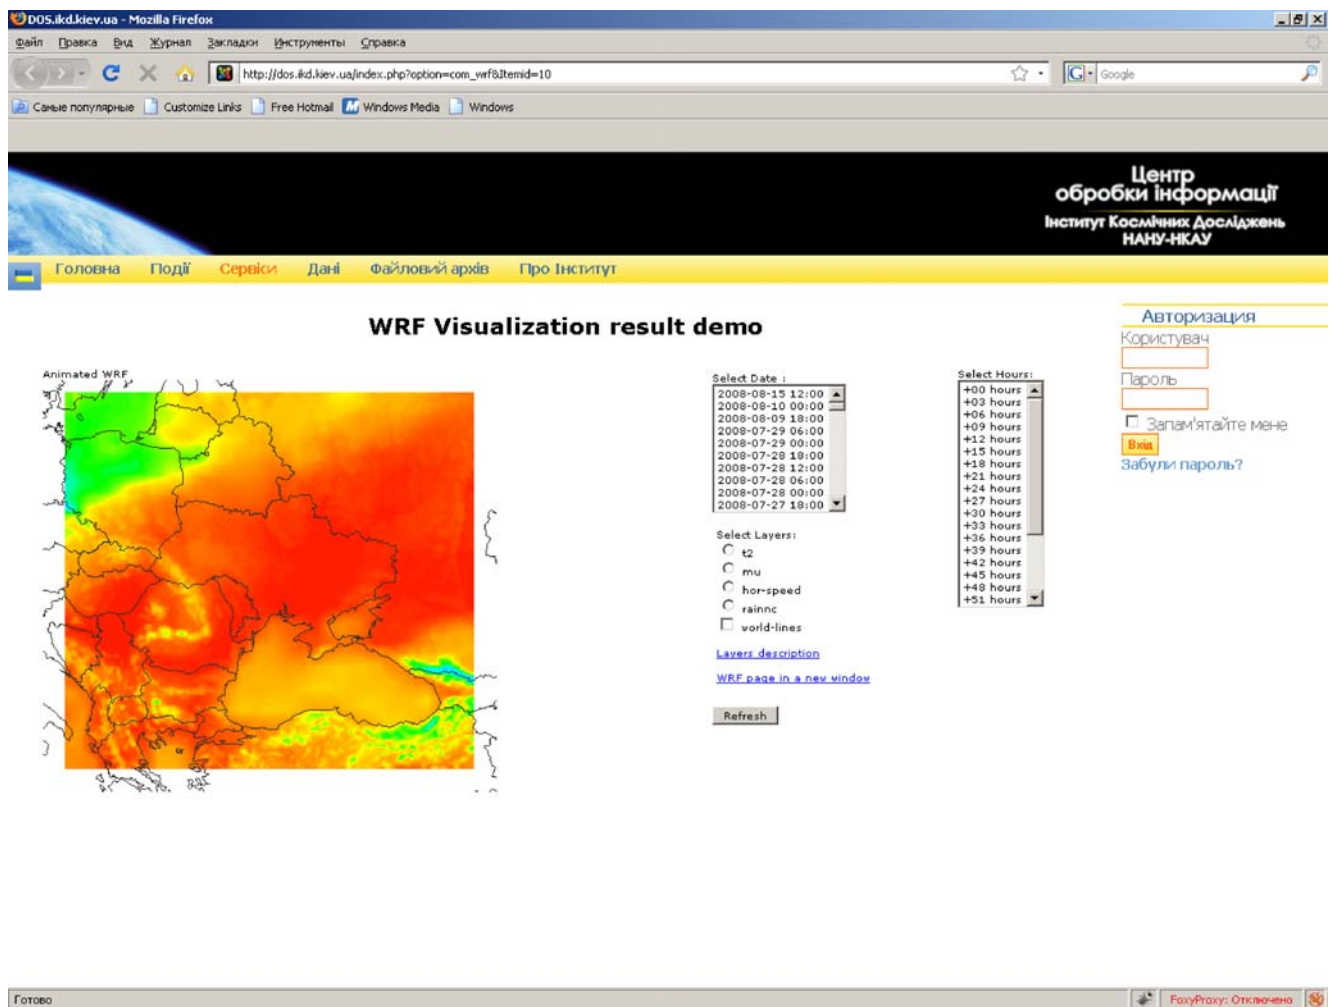 DOS.ikd.kiev.ua - Mozilla Firefox
Файл Правка Вид Журнал Закладки Инструменты Справка
http://dos.ikd.kiev.ua/index.php?option=com_wrf&Itemid=10
Google
Самые популярные Customize Links Free Hotmail Windows Media Windows
Центр
обробки інформації
Інститут Космічних Досліджень
НАНУ-НКАУ
Головна Події Сервіси Дані Файловий архів Про Інститут
WRF Visualization result demo
Animated WRF
Select Date :
2008-08-15 12:00
2008-08-10 00:00
2008-08-09 18:00
2008-07-29 06:00
2008-07-29 00:00
2008-07-28 18:00
2008-07-28 12:00
2008-07-28 06:00
2008-07-28 00:00
2008-07-27 18:00
Select Layers:
t2
mu
hor-speed
rainnc
world-lines
Layers description
WRF page in a new window
Refresh
Select Hours:
+00 hours
+03 hours
+06 hours
+09 hours
+12 hours
+15 hours
+18 hours
+21 hours
+24 hours
+27 hours
+30 hours
+33 hours
+36 hours
+39 hours
+42 hours
+45 hours
+48 hours
+51 hours
Авторизация
Користувач
Пароль
Запам'ятайте мене
Вхід
Забули пароль?
Готово
FoxyProxy: Отключено